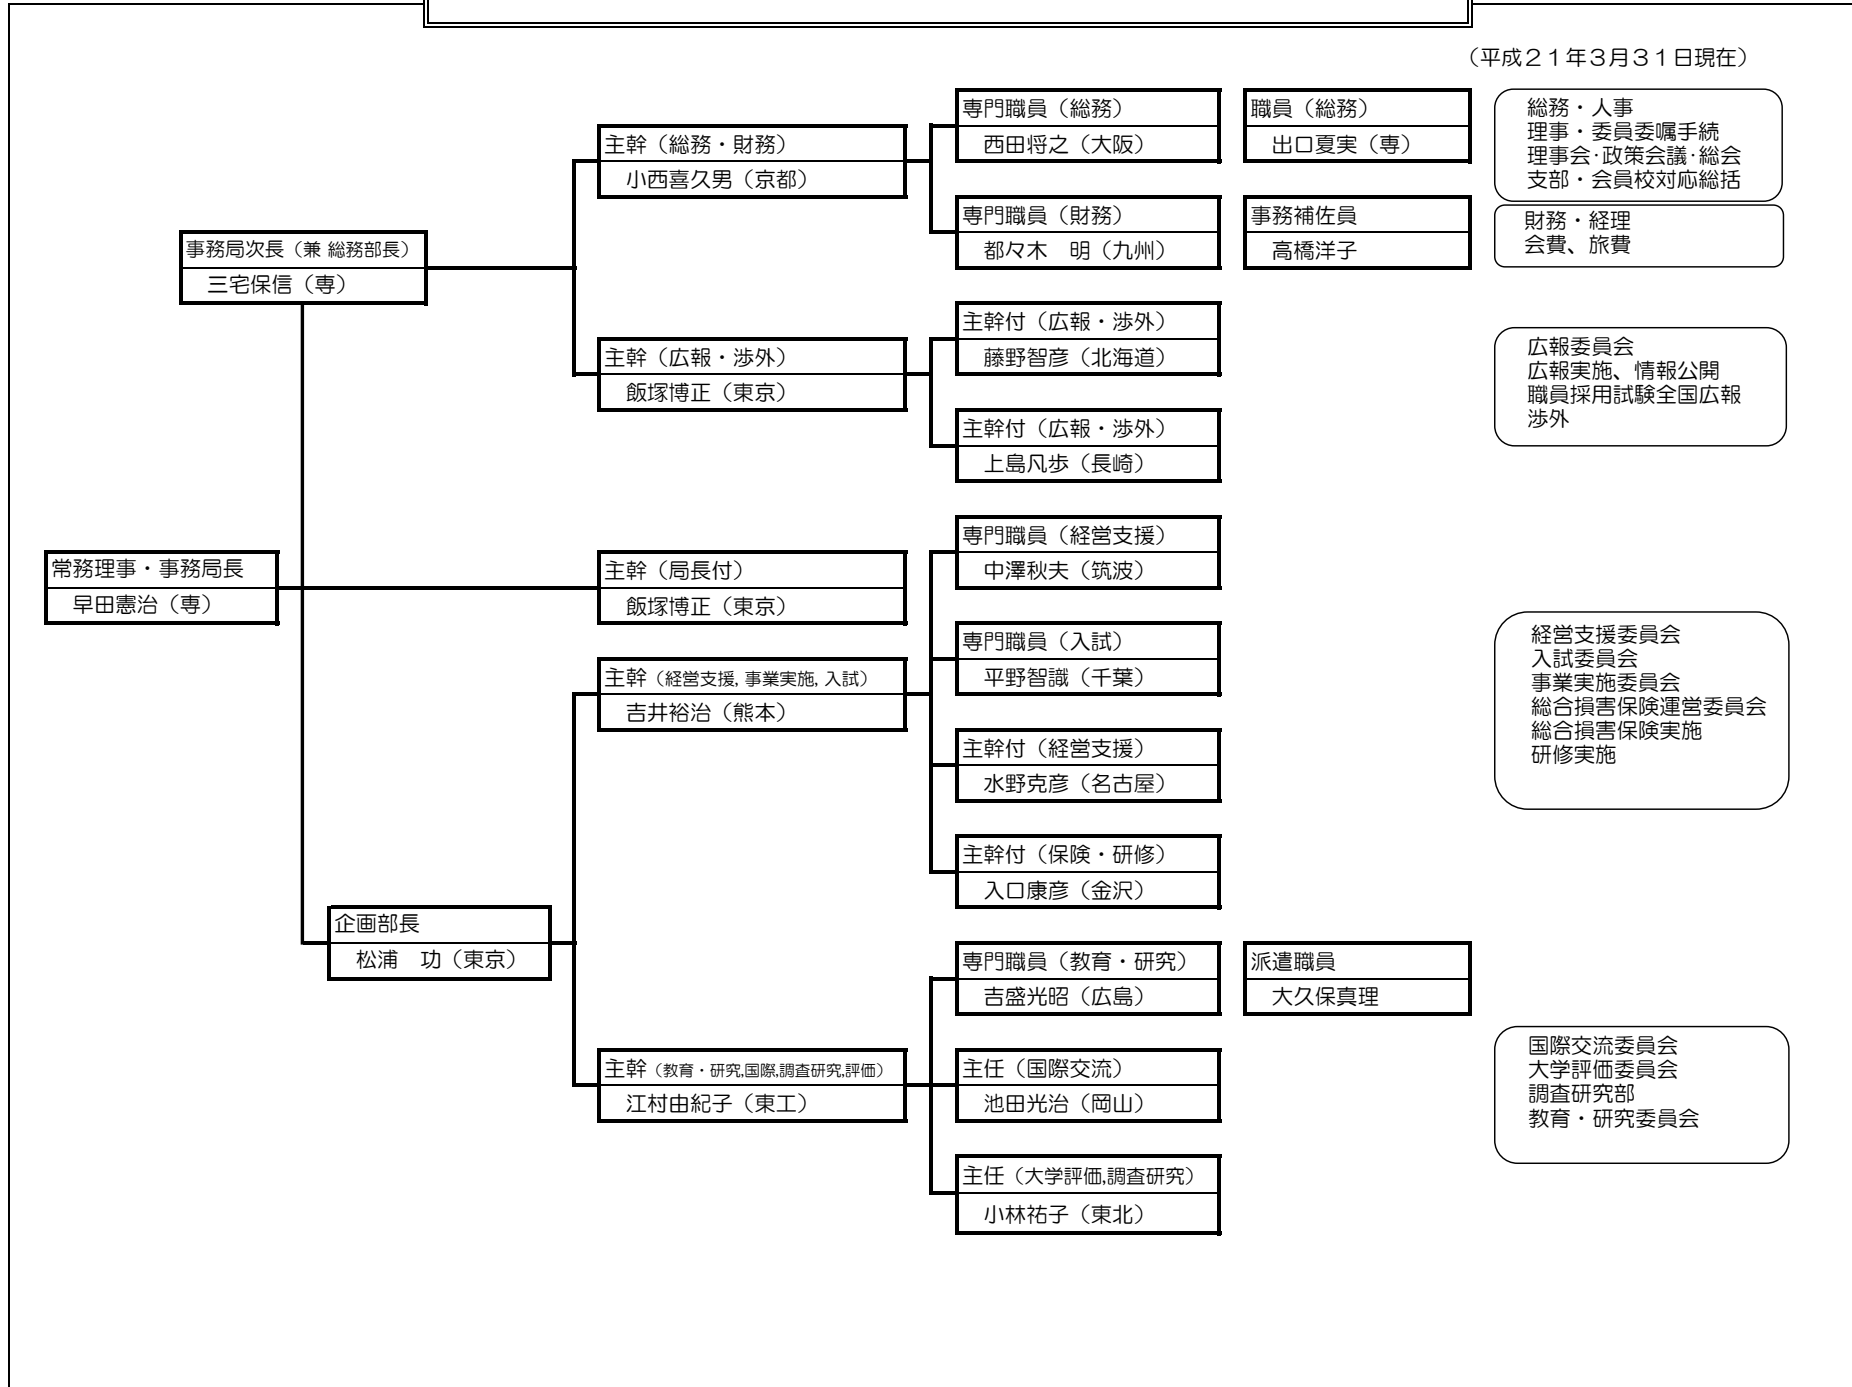 （平成２１年３月３１日現在）
専門職員（総務）
西田将之（大阪）
職員（総務）
出口夏実（専）
総務・人事
理事・委員委嘱手続
理事会･政策会議･総会
支部・会員校対応総括
主幹（総務・財務）
小西喜久男（京都）
専門職員（財務）
都々木　明（九州）
事務補佐員
高橋洋子
財務・経理
会費、旅費
事務局次長（兼 総務部長）
三宅保信（専）
主幹付（広報・渉外）
藤野智彦（北海道）
主幹（広報・渉外）
飯塚博正（東京）
広報委員会
広報実施、情報公開
職員採用試験全国広報
渉外
主幹付（広報・渉外）
上島凡歩（長崎）
専門職員（経営支援）
中澤秋夫（筑波）
常務理事・事務局長
早田憲治（専）
主幹（局長付）
飯塚博正（東京）
専門職員（入試）
平野智識（千葉）
主幹（経営支援, 事業実施, 入試）
吉井裕治（熊本）
経営支援委員会
入試委員会
事業実施委員会
総合損害保険運営委員会
総合損害保険実施
研修実施
主幹付（経営支援）
水野克彦（名古屋）
主幹付（保険・研修）
入口康彦（金沢）
企画部長
松浦　功（東京）
専門職員（教育・研究）
吉盛光昭（広島）
派遣職員
大久保真理
主幹（教育・研究,国際,調査研究,評価）
江村由紀子（東工）
主任（国際交流）
池田光治（岡山）
国際交流委員会
大学評価委員会
調査研究部
教育・研究委員会
主任（大学評価,調査研究）
小林祐子（東北）